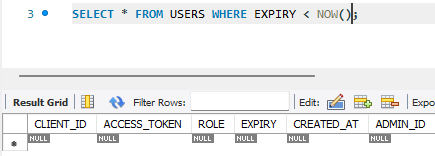 3 SELECT * FROM USERS WHERE EXPIRY < NOW();
Result Grid Filter Rows: Edit: Expo
CLIENT_ID ACCESS_TOKEN ROLE EXPIRY CREATED_AT ADMIN_ID
* NULL NULL NULL NULL NULL NULL